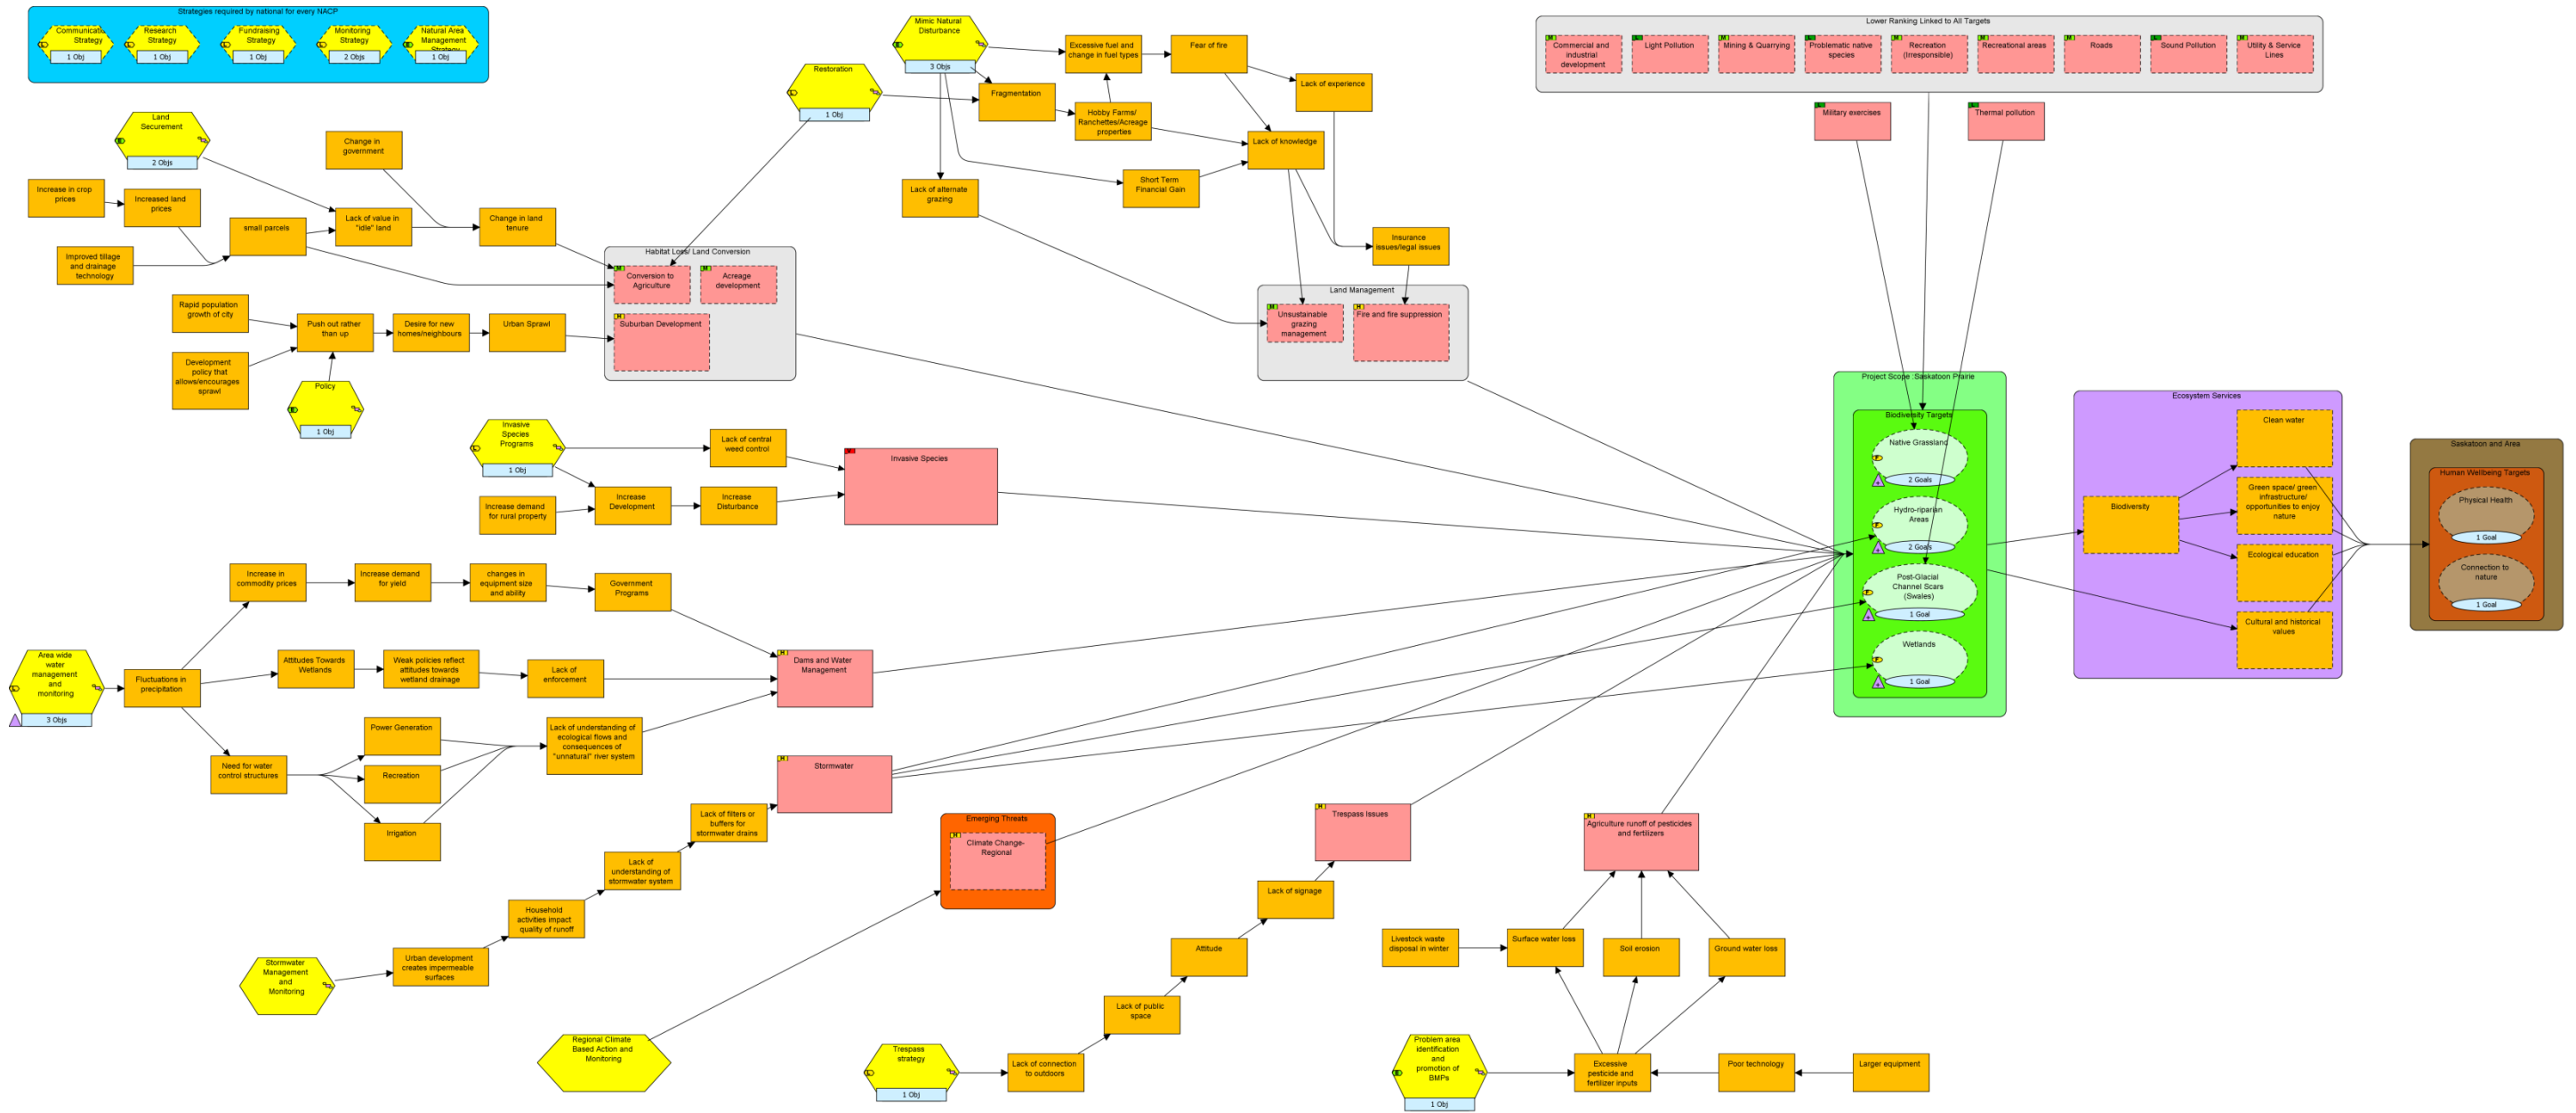 Strategies required by national for every NACP
Communicatio
Strategy
1 Obj
Research
Strategy
1 Obj
Fundraising
Strategy
1 Obj
Monitoring
Strategy
2 Objs
Natural Area
Management
Strategy
1 Obj
Mimic Natural
Disturbance
3 Objs
Restoration
1 Obj
Excessive fuel and
change in fuel types
Fear of fire
Lack of experience
Fragmentation
Hobby Farms/
Ranchettes/Acreage
properties
Lack of knowledge
Short Term
Financial Gain
Lack of alternate
grazing
Insurance
issues/legal issues
Lower Ranking Linked to All Targets
M
Commercial and
industrial
development
L
Light Pollution
M
Mining & Quarrying
L
Problematic native
species
M
Recreation
(Irresponsible)
M
Recreational areas
M
Roads
L
Sound Pollution
M
Utility & Service
Lines
L
Military exercises
L
Thermal pollution
Land
Securement
2 Objs
Change in
government
Increase in crop
prices
Increased land
prices
small parcels
Lack of value in
"idle" land
Change in land
tenure
Improved tillage
and drainage
technology
Habitat Loss/ Land Conversion
M
Conversion to
Agriculture
M
Acreage
development
H
Suburban Development
Rapid population
growth of city
Push out rather
than up
Desire for new
homes/neighbours
Urban Sprawl
Development
policy that
allows/encourages
sprawl
Policy
1 Obj
Land Management
M
Unsustainable
grazing
management
H
Fire and fire suppression
Invasive
Species
Programs
1 Obj
Lack of central
weed control
Increase demand
for rural property
Increase
Development
Increase
Disturbance
V
Invasive Species
Project Scope :Saskatoon Prairie
Biodiversity Targets
Native Grassland
2 Goals
Hydro-riparian
Areas
2 Goals
Post-Glacial
Channel Scars
(Swales)
1 Goal
Wetlands
1 Goal
Ecosystem Services
Biodiversity
Clean water
Green space/ green
infrastructure/
opportunities to enjoy
nature
Ecological education
Cultural and historical
values
Saskatoon and Area
Human Wellbeing Targets
Physical Health
1 Goal
Connection to
nature
1 Goal
Increase in
commodity prices
Increase demand
for yield
changes in
equipment size
and ability
Government
Programs
Area wide
water
management
and
monitoring
3 Objs
Fluctuations in
precipitation
Attitudes Towards
Wetlands
Weak policies reflect
attitudes towards
wetland drainage
Lack of
enforcement
H
Dams and Water
Management
Need for water
control structures
Power Generation
Recreation
Irrigation
Lack of understanding of
ecological flows and
consequences of
"unnatural" river system
H
Stormwater
Lack of filters or
buffers for
stormwater drains
Lack of
understanding of
stormwater system
Household
activities impact
quality of runoff
Urban development
creates impermeable
surfaces
Stormwater
Management
and
Monitoring
Emerging Threats
H
Climate Change-
Regional
Regional Climate
Based Action and
Monitoring
H
Trespass Issues
Lack of signage
Attitude
Lack of public
space
Lack of connection
to outdoors
Trespass
strategy
1 Obj
H
Agriculture runoff of pesticides
and fertilizers
Livestock waste
disposal in winter
Surface water loss
Soil erosion
Ground water loss
Problem area
identification
and
promotion of
BMPs
1 Obj
Excessive
pesticide and
fertilizer inputs
Poor technology
Larger equipment